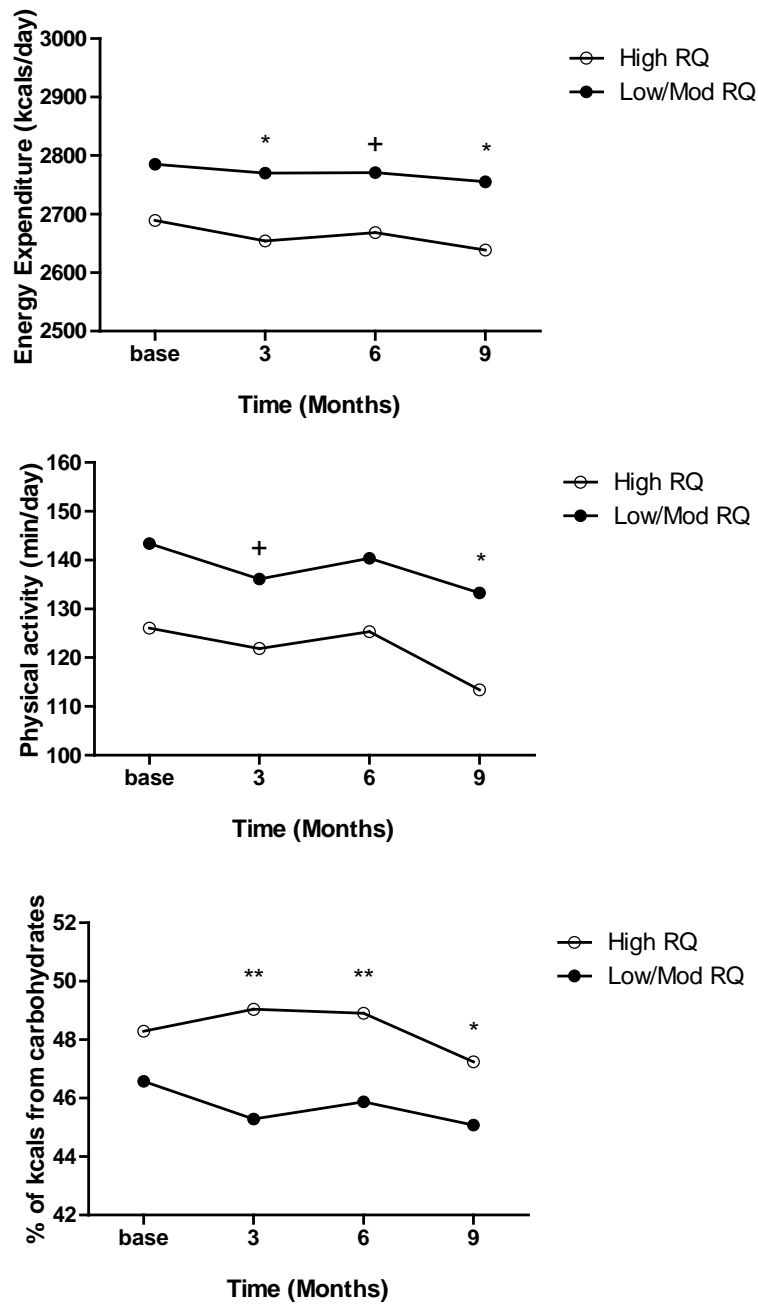 Energy Expenditure (kcals/day)
3000
2900
2800
2700
2600
2500
* + *
base 3 6 9
Time (Months)
High RQ
Low/Mod RQ
Physical activity (min/day)
160
150
140
130
120
110
100
+ *
base 3 6 9
Time (Months)
High RQ
Low/Mod RQ
% of kcals from carbohydrates
52
50
48
46
44
42
** ** *
base 3 6 9
Time (Months)
High RQ
Low/Mod RQ